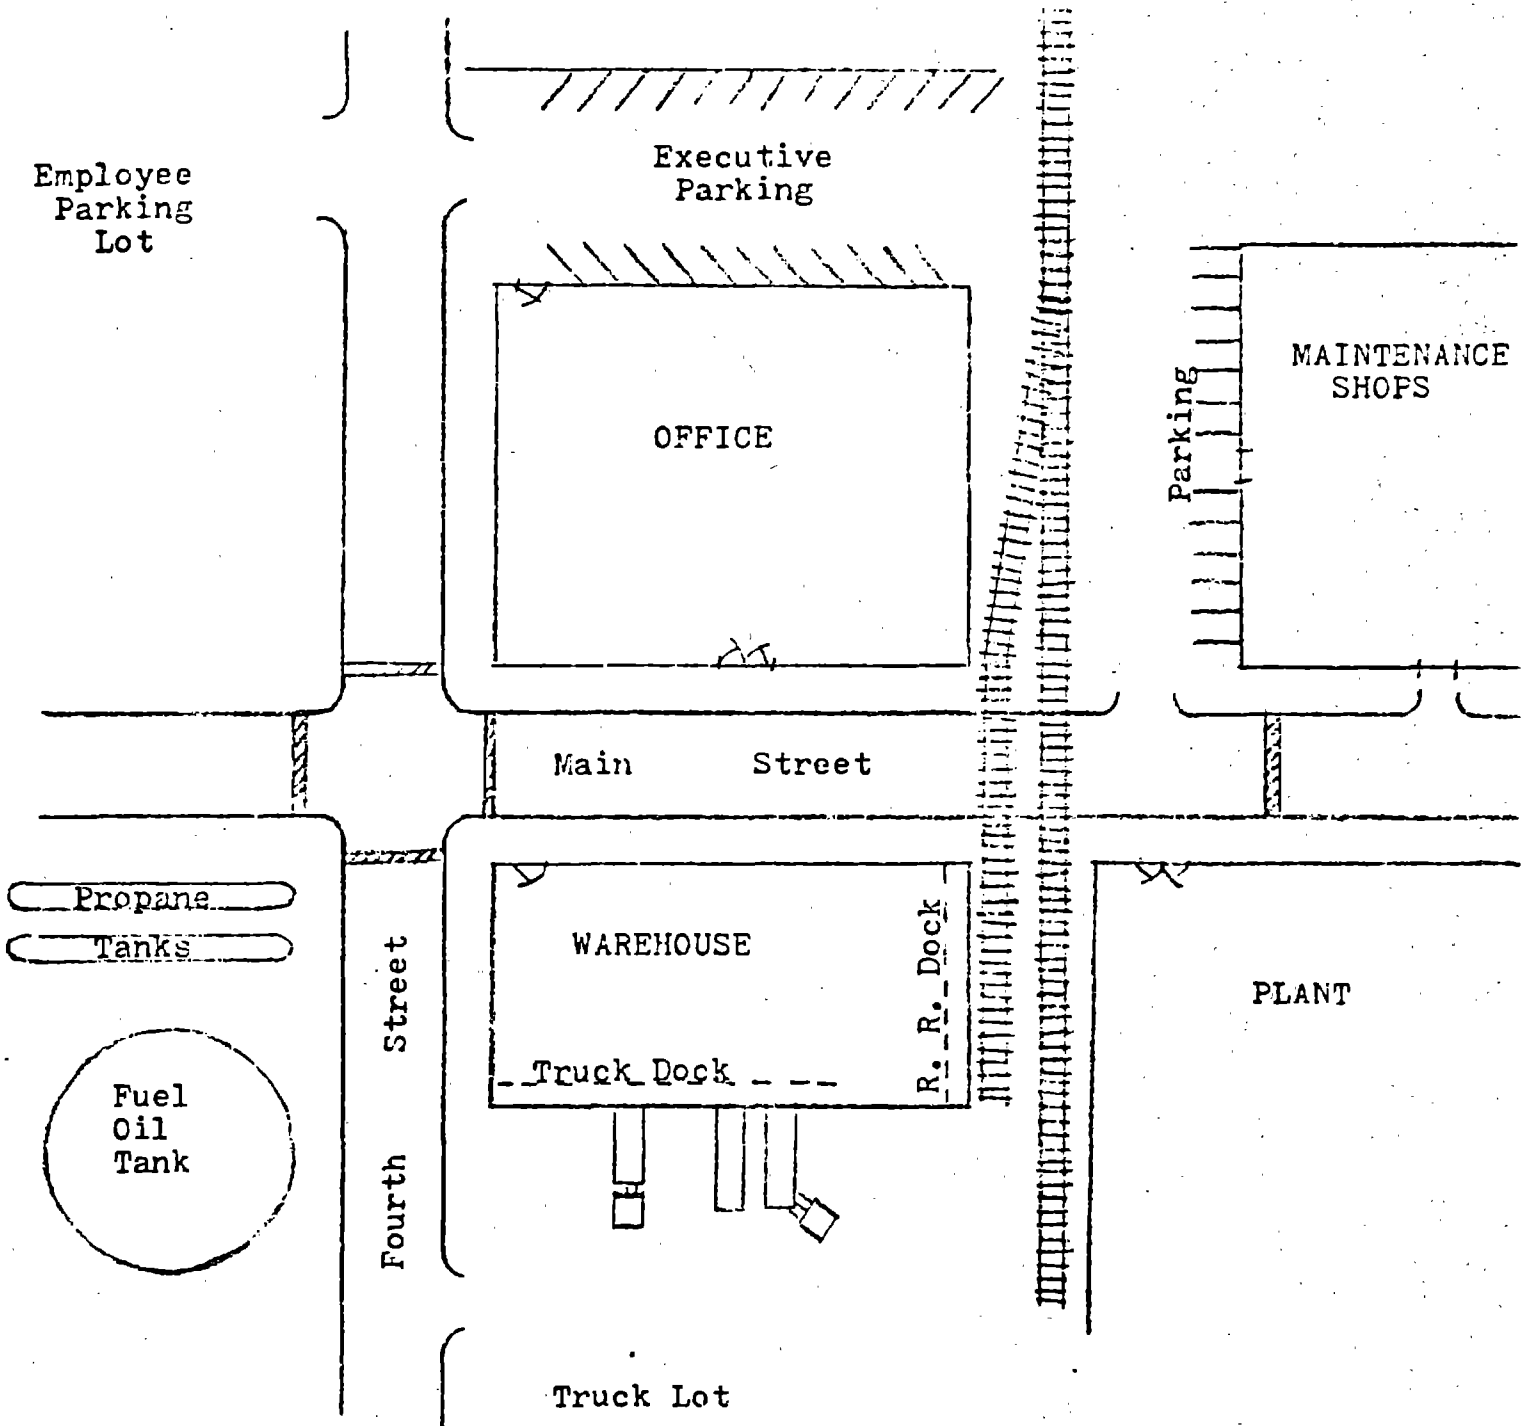 Executive
Parking
Employee
Parking
Lot
MAINTENANCE
SHOPS
Parking
OFFICE
Main Street
Propane
Tanks
WAREHOUSE
R. R. Dock
Truck Dock
PLANT
Fourth Street
Fuel
Oil
Tank
Truck Lot